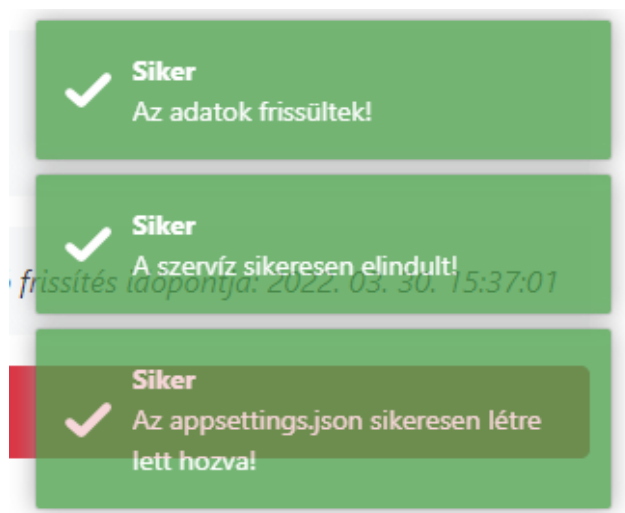 Siker
Az adatok frissültek!
Siker
A szervíz sikeresen elindult!
frissítés időpontja: 2022. 03. 30. 15:37:01
Siker
Az appsettings.json sikeresen létre
lett hozva!